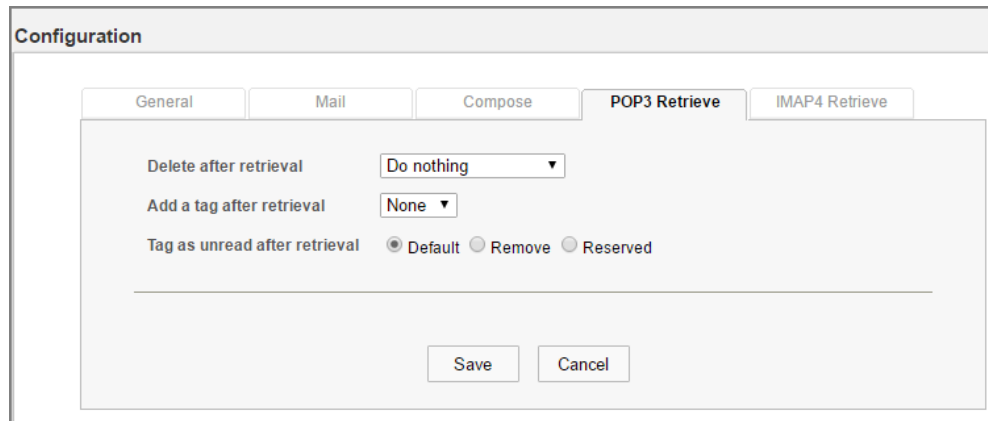 Configuration
General Mail Compose POP3 Retrieve IMAP4 Retrieve
Delete after retrieval Do nothing
Add a tag after retrieval None
Tag as unread after retrieval Default Remove Reserved
Save Cancel